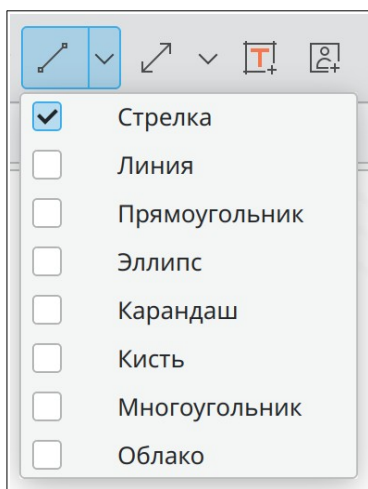 Стрелка
Линия
Прямоугольник
Эллипс
Карандаш
Кисть
Многоугольник
Облако